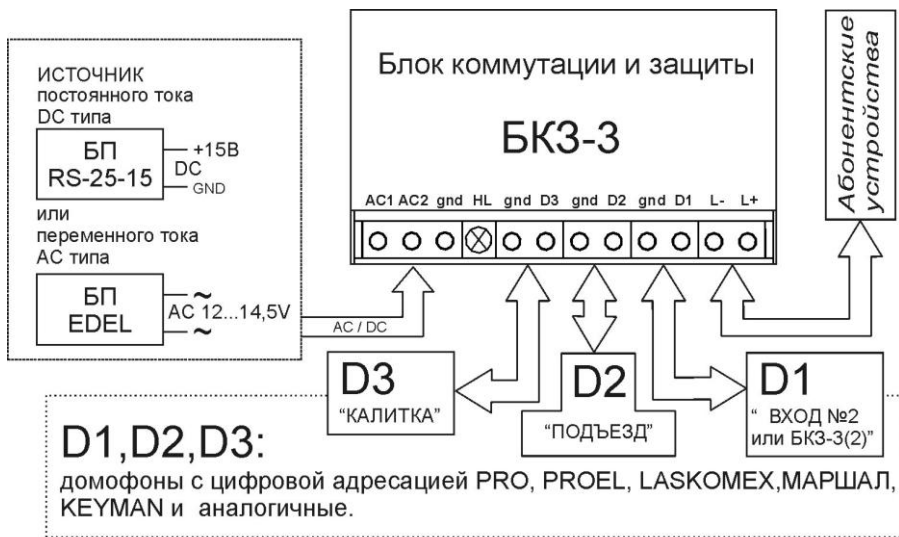 ИСТОЧНИК
постоянного тока
DC типа
БП
RS-25-15
+15В
DC
GND
или
переменного тока
АС типа
БП
EDEL
~
AC 12...14,5V
~
AC / DC
Блок коммутации и защиты
БКЗ-3
AC1 AC2 gnd HL gnd D3 gnd D2 gnd D1 L- L+
Абонентские
устройства
D3
“КАЛИТКА”
D2
“ПОДЪЕЗД”
D1
“ ВХОД №2
или БКЗ-3(2)”
D1,D2,D3:
домофоны с цифровой адресацией PRO, PROEL, LASKOMEX,МАРШАЛ,
KEYMAN и аналогичные.